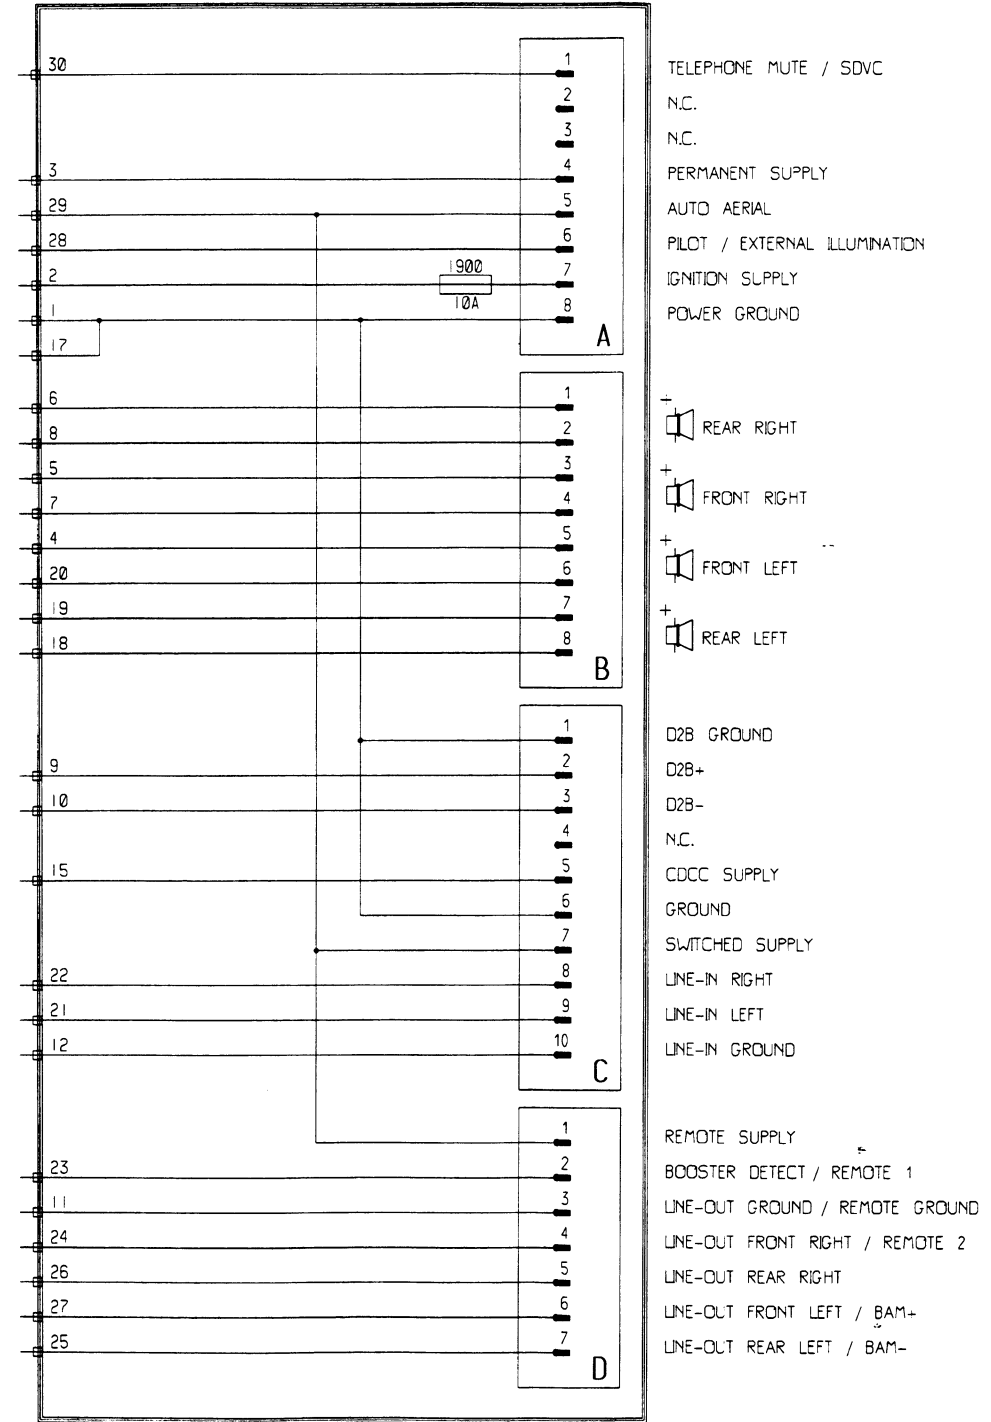 30 1 TELEPHONE MUTE / SDVC
2 N.C.
3 N.C.
3 4 PERMANENT SUPPLY
29 5 AUTO AERIAL
28 6 PILOT / EXTERNAL ILLUMINATION
1900
2 7 IGNITION SUPPLY
10A
1 8 POWER GROUND
A
17
6 1 +
REAR RIGHT
8 2
5 3 +
FRONT RIGHT
7 4
4 5 +
FRONT LEFT
20 6
19 7 +
REAR LEFT
18 8
B
1 D2B GROUND
9 2 D2B+
10 3 D2B-
4 N.C.
15 5 CDCC SUPPLY
6 GROUND
7 SWITCHED SUPPLY
22 8 LINE-IN RIGHT
21 9 LINE-IN LEFT
12 10 LINE-IN GROUND
C
1 REMOTE SUPPLY
23 2 BOOSTER DETECT / REMOTE 1
11 3 LINE-OUT GROUND / REMOTE GROUND
24 4 LINE-OUT FRONT RIGHT / REMOTE 2
26 5 LINE-OUT REAR RIGHT
27 6 LINE-OUT FRONT LEFT / BAM+
25 7 LINE-OUT REAR LEFT / BAM-
D